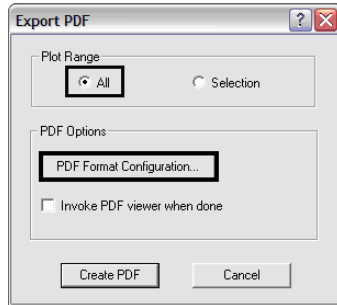 Export PDF
Plot Range
All Selection
PDF Options
PDF Format Configuration...
Invoke PDF viewer when done
Create PDF Cancel